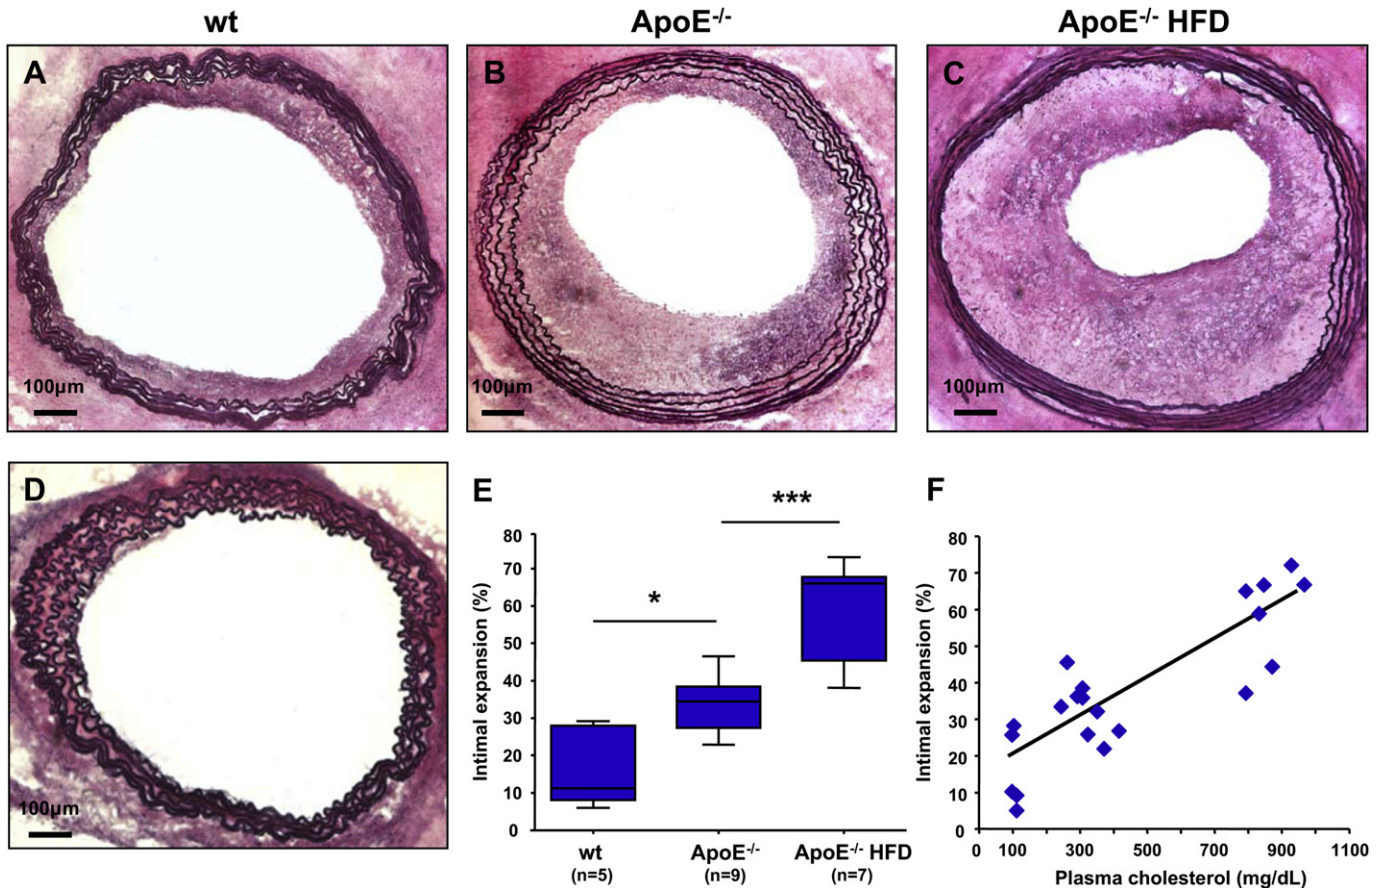 wt
ApoE-/-
ApoE-/- HFD
A
B
C
100µm
100µm
100µm
D
100µm
E
***
*
Intimal expansion (%)
80
70
60
50
40
30
20
10
0
wt
ApoE-/-
ApoE-/- HFD
(n=5)
(n=9)
(n=7)
F
Intimal expansion (%)
80
70
60
50
40
30
20
10
0
0 100 300 500 700 900 1100
Plasma cholesterol (mg/dL)